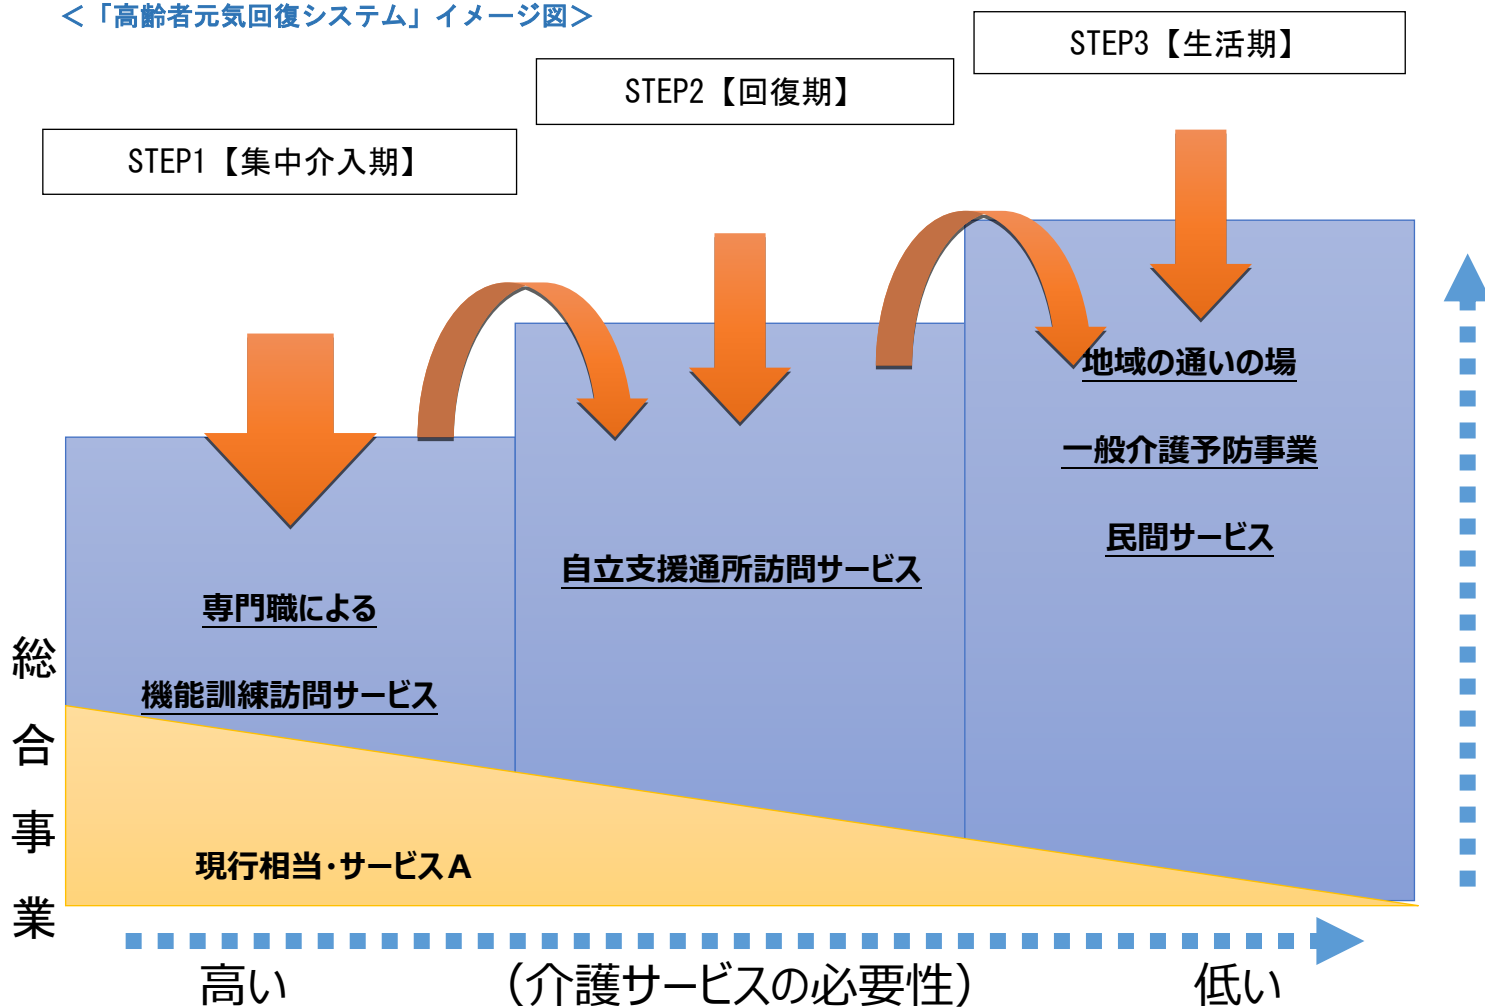 ＜「高齢者元気回復システム」イメージ図＞
STEP1【集中介入期】
STEP2【回復期】
STEP3【生活期】
専門職による
機能訓練訪問サービス
自立支援通所訪問サービス
地域の通いの場
一般介護予防事業
民間サービス
現行相当・サービスA
総合事業
高い
（介護サービスの必要性）
低い